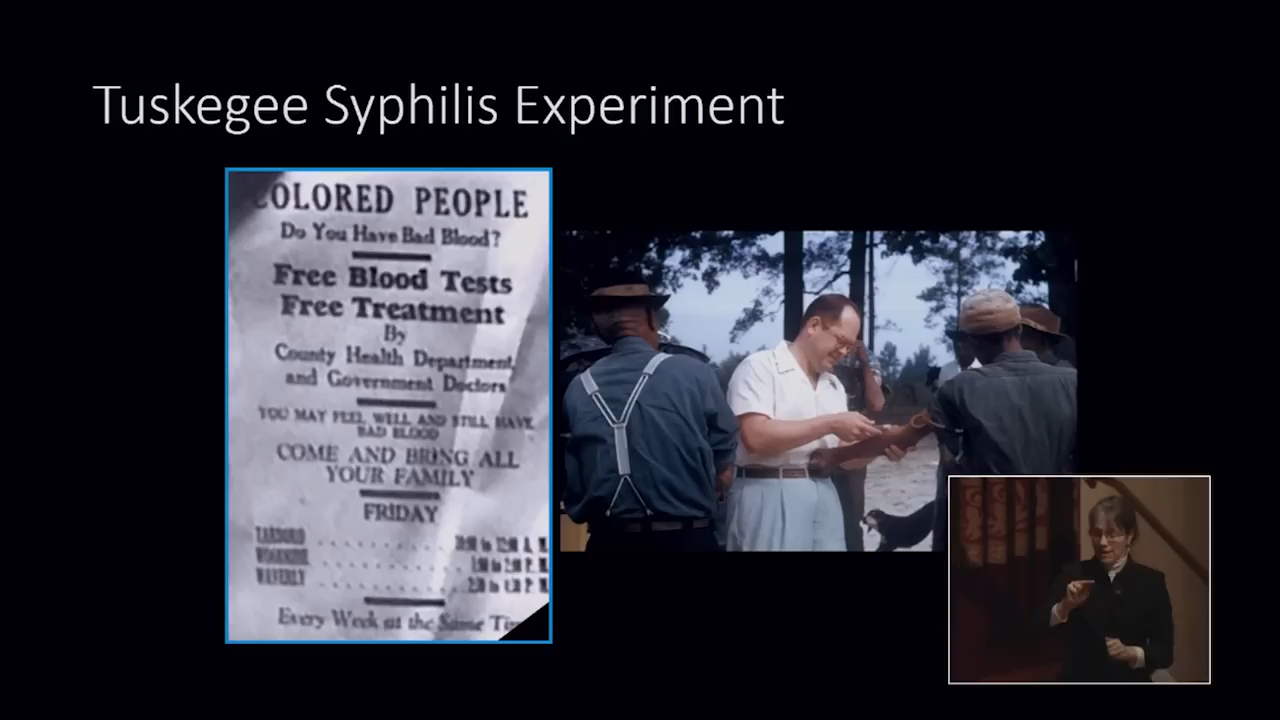 Tuskegee Syphilis Experiment
COLORED PEOPLE
Do You Have Bad Blood?
Free Blood Tests
Free Treatment
By
County Health Department
and Government Doctors
YOU MAY FEEL WELL AND STILL HAVE
BAD BLOOD
COME AND BRING ALL
YOUR FAMILY
FRIDAY
WAVERLY
Every Week at the Same